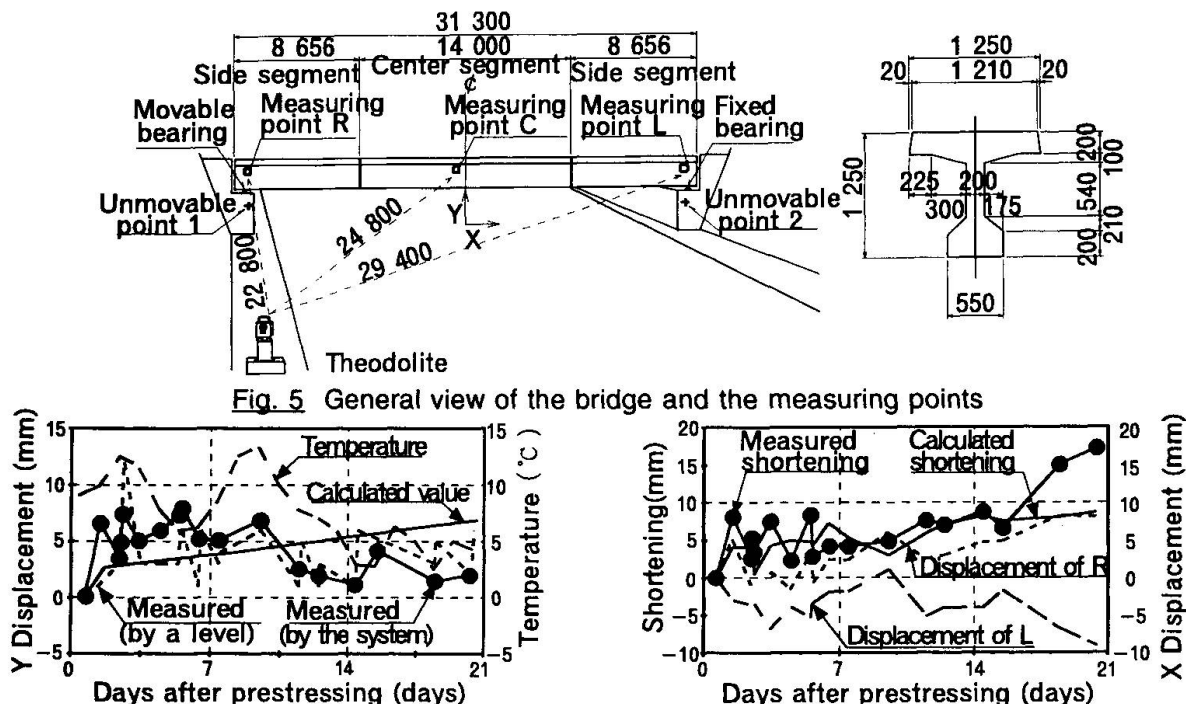 31 300
8 656 14 000 8 656
Side segment Center segment Side segment
Movable bearing
Measuring point R
Measuring point C
Measuring point L
Fixed bearing
Unmovable point 1
Unmovable point 2
Y
X
24 800
29 400
22 800
Theodolite
1 250
20 1 210 20
1 250
200
100
540
210
200
225 200
300 175
550
Fig. 5 General view of the bridge and the measuring points
Y Displacement (mm)
15
10
5
0
−5
Temperature
Calculated value
Measured (by a level)
Measured (by the system)
15
10
5
0
−5
Temperature (°C)
0 7 14 21
Days after prestressing (days)
Shortening(mm)
20
15
10
5
0
−5
−10
Measured shortening
Calculated shortening
Displacement of R
Displacement of L
20
15
10
5
0
−5
−10
X Displacement (mm)
0 7 14 21
Days after prestressing (days)